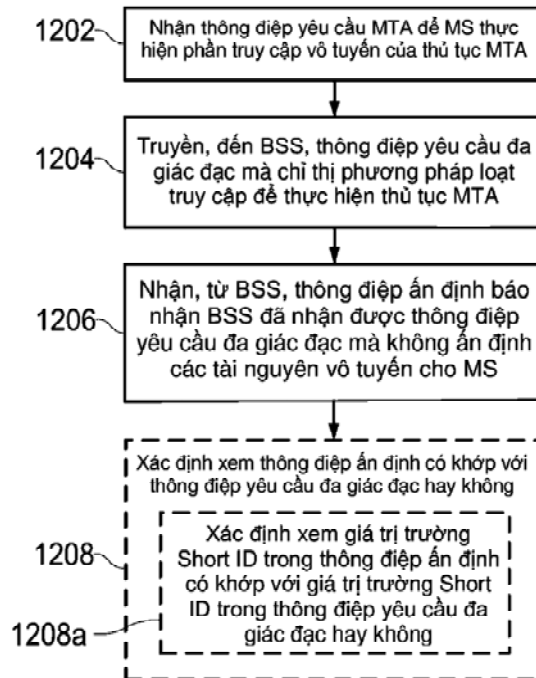 1202
Nhận thông điệp yêu cầu MTA để MS thực
hiện phần truy cập vô tuyến của thủ tục MTA
1204
Truyền, đến BSS, thông điệp yêu cầu đa
giác đạc mà chỉ thị phương pháp loạt
truy cập để thực hiện thủ tục MTA
1206
Nhận, từ BSS, thông điệp ấn định báo
nhận BSS đã nhận được thông điệp
yêu cầu đa giác đạc mà không ấn định
các tài nguyên vô tuyến cho MS
Xác định xem thông điệp ấn định có khớp với
thông điệp yêu cầu đa giác đạc hay không
1208
Xác định xem giá trị trường
Short ID trong thông điệp ấn định
có khớp với giá trị trường Short
ID trong thông điệp yêu cầu đa
giác đạc hay không
1208a